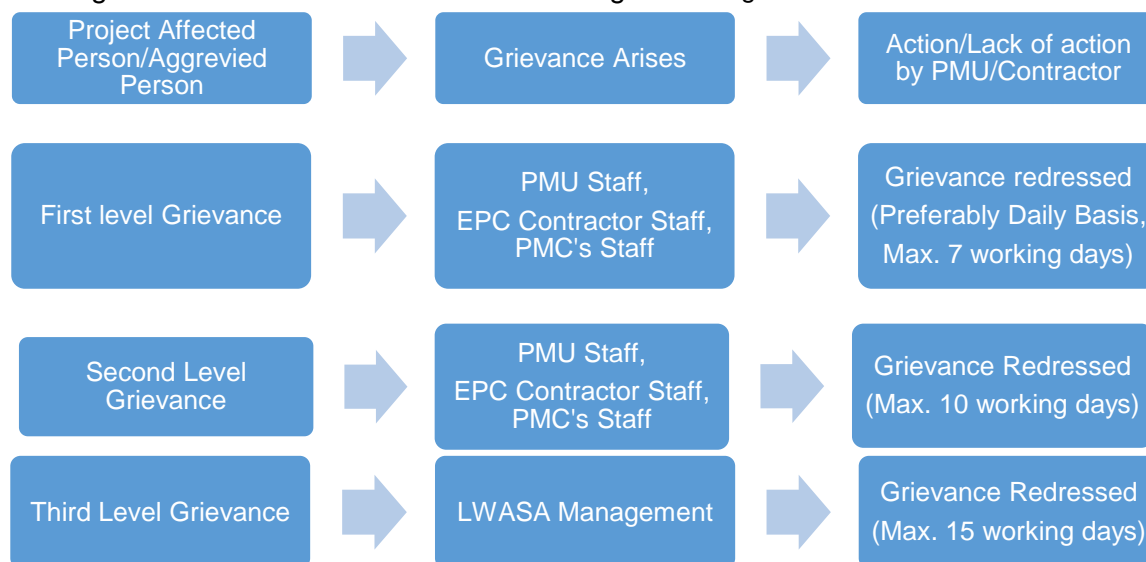 Project Affected
Person/Aggrevied
Person
Grievance Arises
Action/Lack of action
by PMU/Contractor
First level Grievance
PMU Staff,
EPC Contractor Staff,
PMC's Staff
Grievance redressed
(Preferably Daily Basis,
Max. 7 working days)
Second Level
Grievance
PMU Staff,
EPC Contractor Staff,
PMC's Staff
Grievance Redressed
(Max. 10 working days)
Third Level Grievance
LWASA Management
Grievance Redressed
(Max. 15 working days)